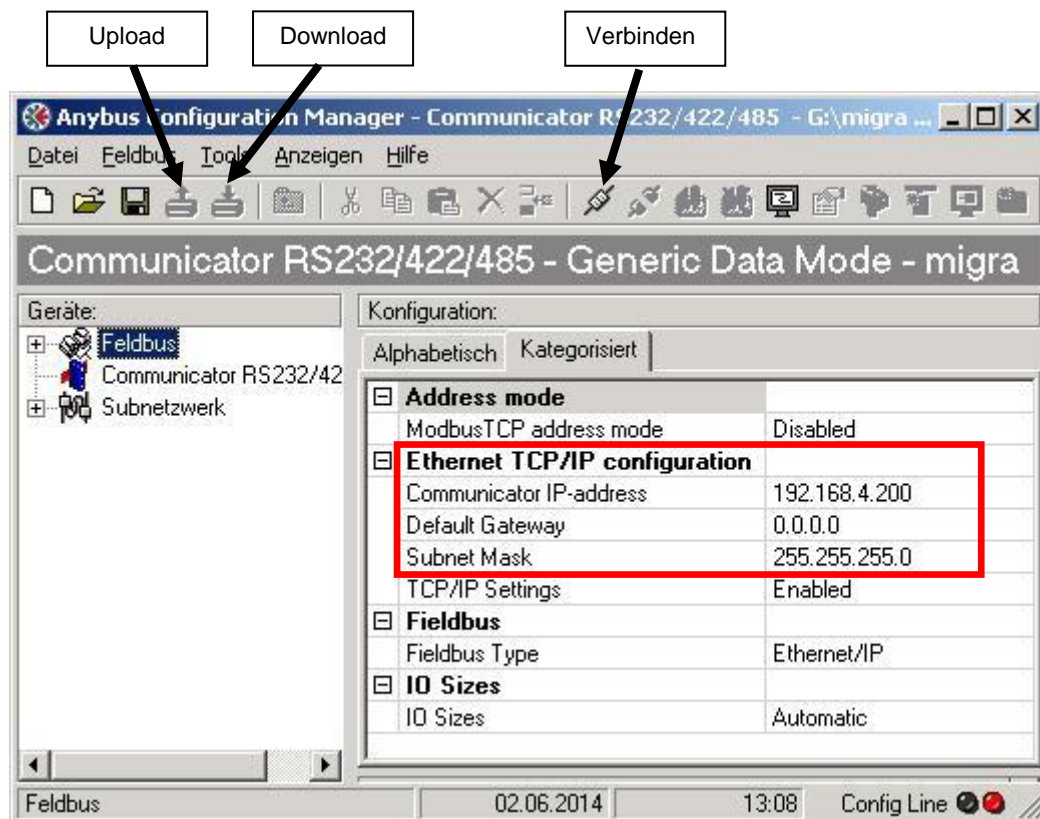 Upload
Download
Verbinden
Anybus Configuration Manager - Communicator RS232/422/485 - G:\migra ...
Datei Feldbus Tools Anzeigen Hilfe
Communicator RS232/422/485 - Generic Data Mode - migra
Geräte:
Feldbus
Communicator RS232/42
Subnetzwerk
Konfiguration:
Alphabetisch Kategorisiert
Address mode
ModbusTCP address mode Disabled
Ethernet TCP/IP configuration
Communicator IP-address 192.168.4.200
Default Gateway 0.0.0.0
Subnet Mask 255.255.255.0
TCP/IP Settings Enabled
Fieldbus
Fieldbus Type Ethernet/IP
IO Sizes
IO Sizes Automatic
Feldbus 02.06.2014 13:08 Config Line